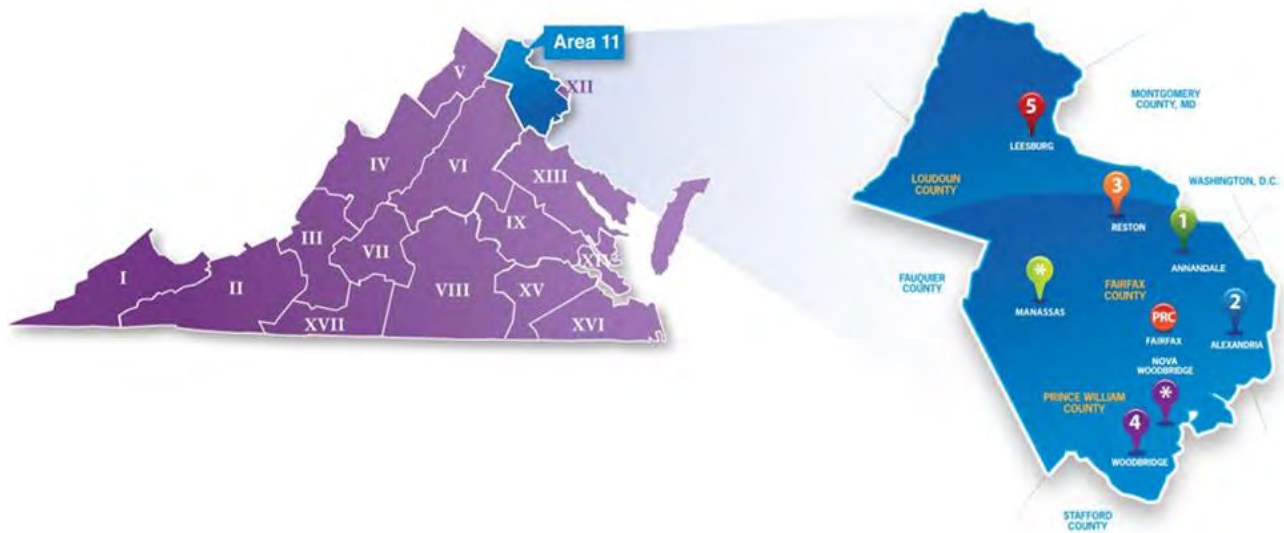 Area 11
V
XII
IV
VI
XIII
III
IX
VII
XIV
I
II
VIII
XV
XVII
XVI
5
LEESBURG
MONTGOMERY
COUNTY, MD
LOUDOUN
COUNTY
3
RESTON
WASHINGTON, D.C.
1
ANNANDALE
FAUQUIER
COUNTY
*
MANASSAS
FAIRFAX
COUNTY
2
ALEXANDRIA
PRC
FAIRFAX
NOVA
WOODBRIDGE
*
PRINCE WILLIAM
COUNTY
4
WOODBRIDGE
STAFFORD
COUNTY